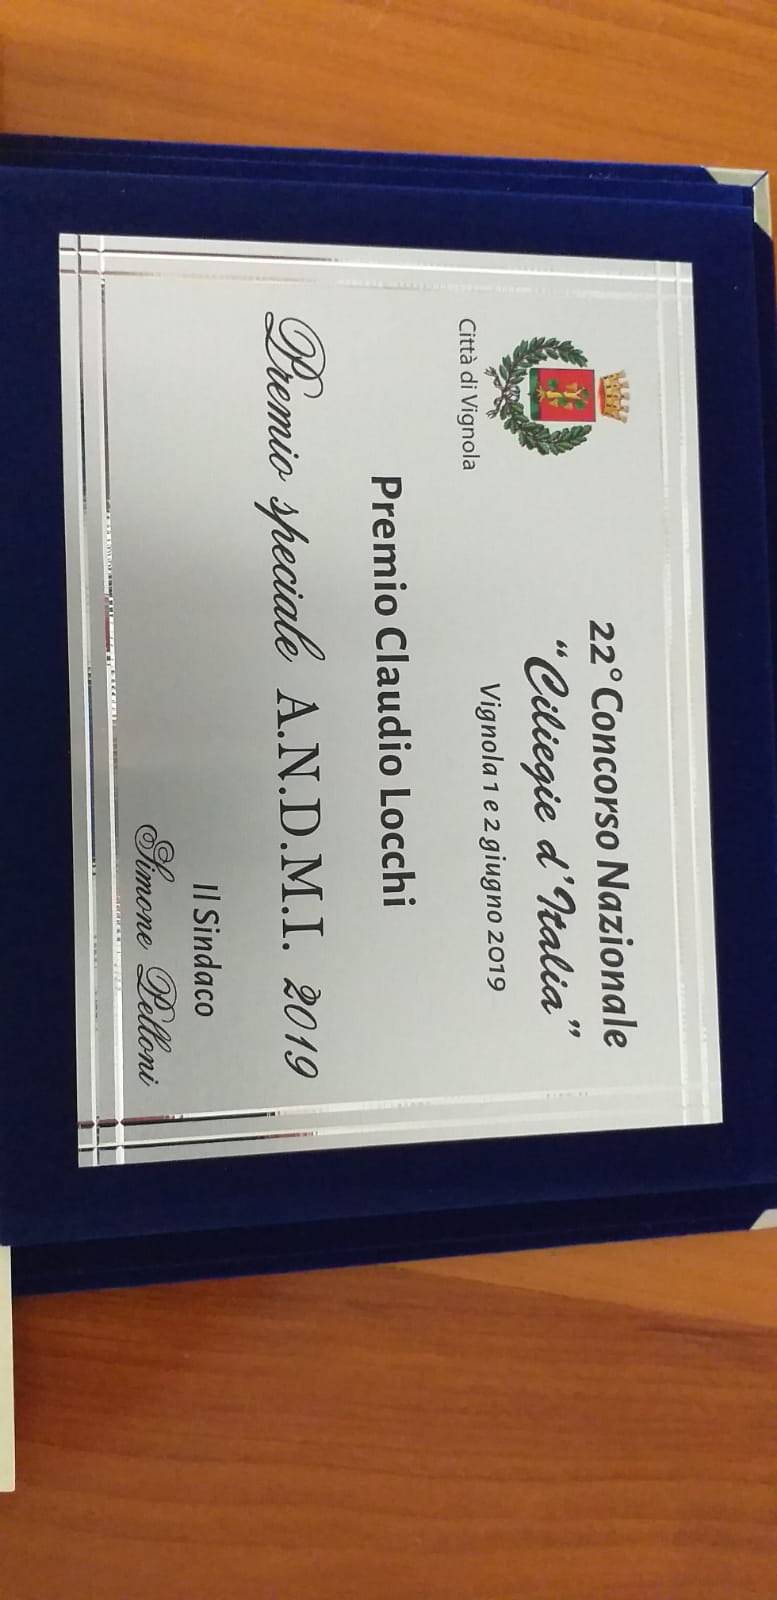 22° Concorso Nazionale
“Ciliegie d’Italia”
Vignola 1 e 2 giugno 2019
Città di Vignola
Premio Claudio Locchi
Premio speciale A.N.D.M.I. 2019
Il Sindaco
Simone Pelloni